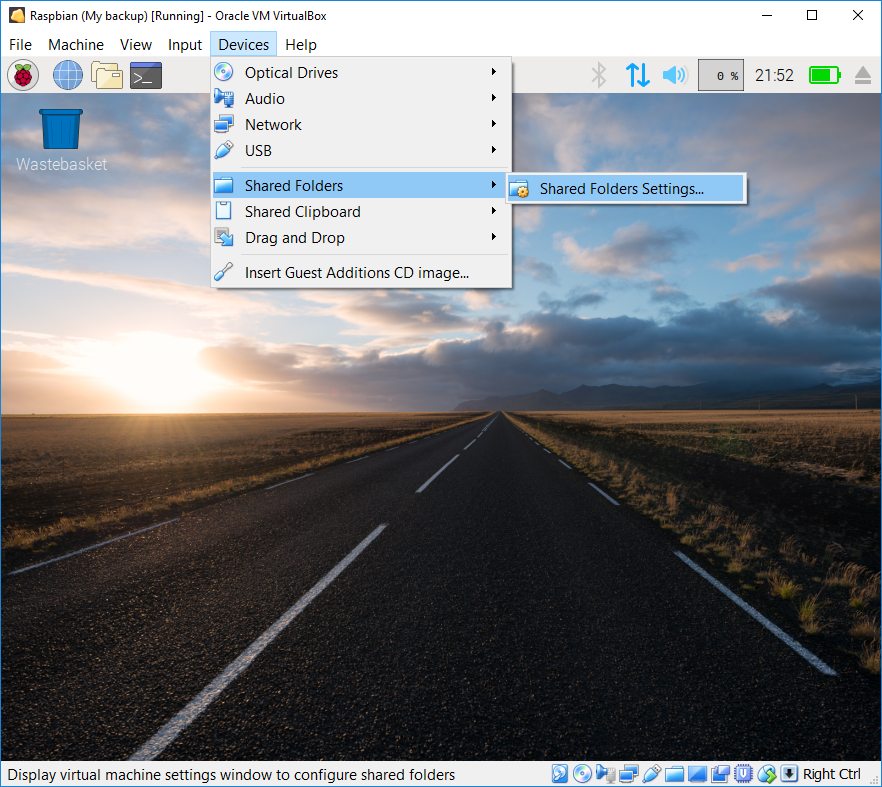 Raspbian (My backup) [Running] - Oracle VM VirtualBox
File Machine View Input Devices Help
0 % 21:52
Optical Drives
Audio
Network
USB
Shared Folders
Shared Folders Settings...
Shared Clipboard
Drag and Drop
Insert Guest Additions CD image...
Wastebasket
Display virtual machine settings window to configure shared folders
Right Ctrl